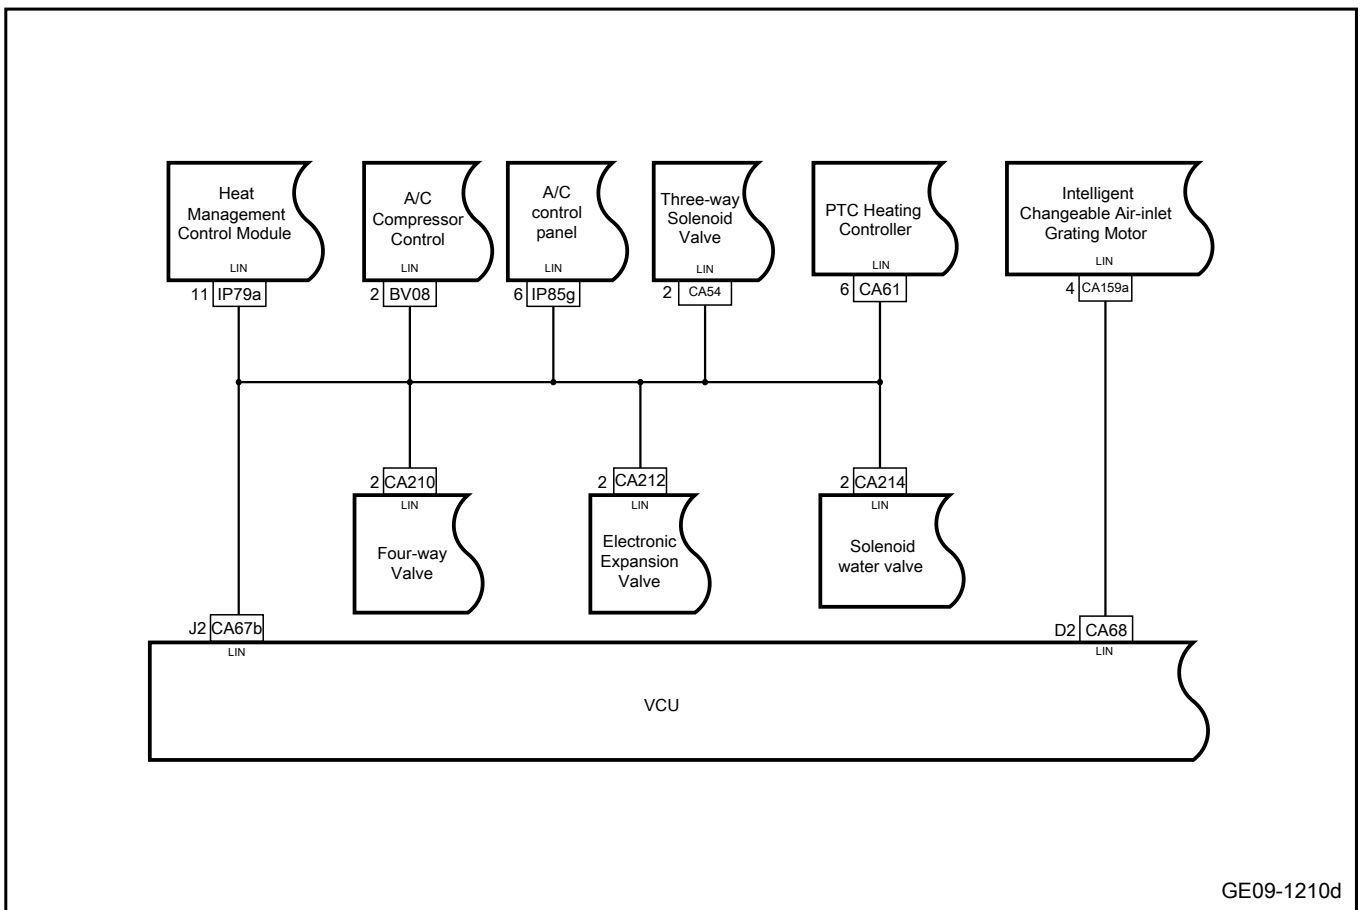 Heat
Management
Control Module
LIN
11 IP79a
A/C
Compressor
Control
LIN
2 BV08
A/C
control
panel
LIN
6 IP85g
Three-way
Solenoid
Valve
LIN
2 CA54
PTC Heating
Controller
LIN
6 CA61
Intelligent
Changeable Air-inlet
Grating Motor
LIN
4 CA159a
2 CA210
LIN
Four-way
Valve
2 CA212
LIN
Electronic
Expansion
Valve
2 CA214
LIN
Solenoid
water valve
J2 CA67b
LIN
D2 CA68
LIN
VCU
GE09-1210d